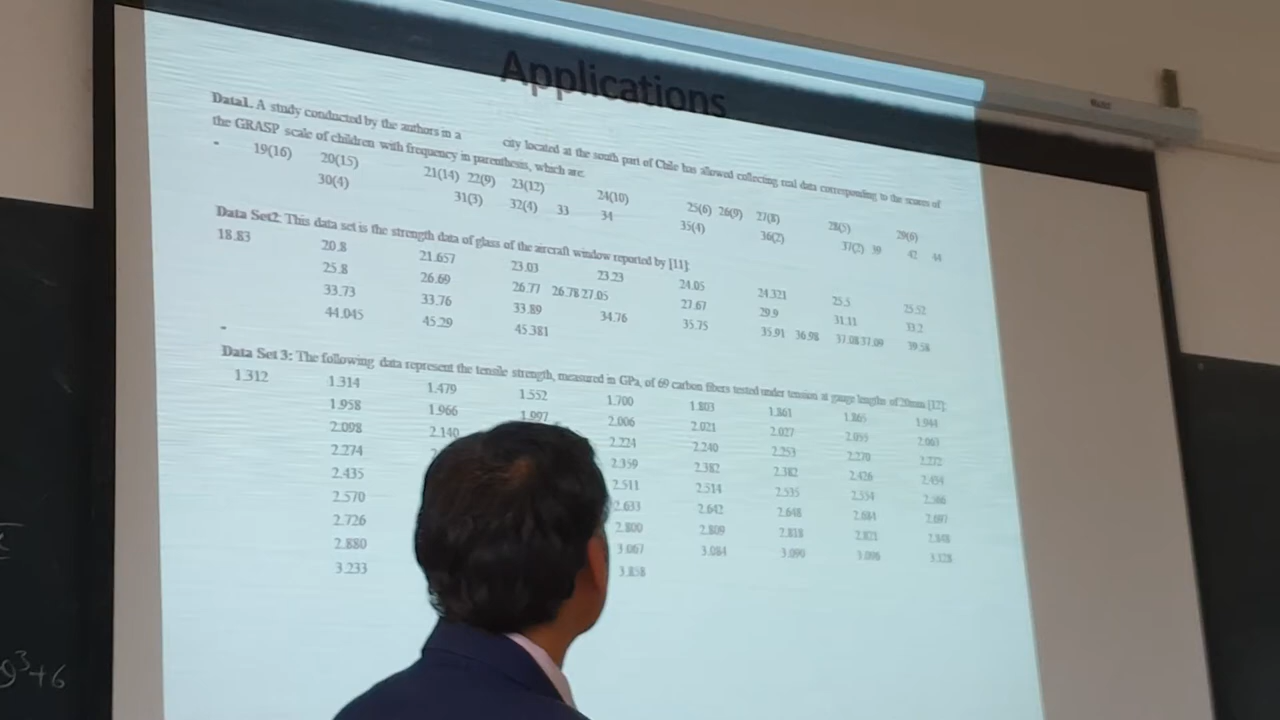 Applications
Data1. A study conducted by the authors in a city located at the south part of Chile has allowed collecting real data corresponding to the scores of
the GRASP scale of children with frequency in parenthesis, which are:
19(16) 20(15) 21(14) 22(9) 23(12) 24(10) 25(6) 26(9) 27(8) 28(5) 29(6)
30(4) 31(3) 32(4) 33 34 35(4) 36(2) 37(2) 39 42 44
Data Set2: This data set is the strength data of glass of the aircraft window reported by [11]:
18.83 20.8 21.657 23.03 23.23 24.05 24.321 25.5 25.52
25.8 26.69 26.77 26.78 27.05 27.67 29.9 31.11 33.2
33.73 33.76 33.89 34.76 35.75 35.91 36.98 37.08 37.09 39.58
44.045 45.29 45.381
Data Set 3: The following data represent the tensile strength, measured in GPa, of 69 carbon fibers tested under tension at gauge lengths of 20mm [12]:
1.312 1.314 1.479 1.552 1.700 1.803 1.861 1.865 1.944
1.958 1.966 1.997 2.006 2.021 2.027 2.055 2.063
2.098 2.140 2.224 2.240 2.253 2.270 2.272
2.274 2.359 2.382 2.382 2.426 2.434
2.435 2.511 2.514 2.535 2.554 2.566
2.570 2.633 2.642 2.648 2.684 2.697
2.726 2.800 2.809 2.818 2.821 2.848
2.880 3.067 3.084 3.090 3.096 3.128
3.233 3.858
9³+6